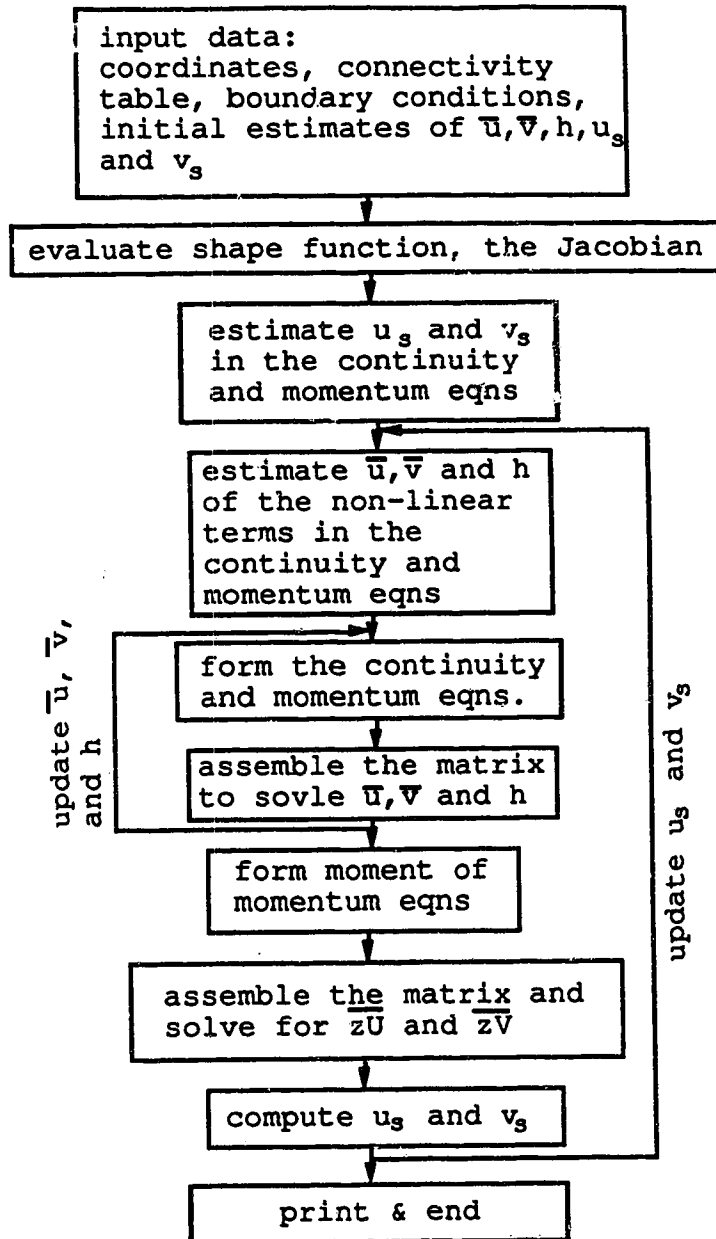 input data:
coordinates, connectivity
table, boundary conditions,
initial estimates of u̅,v̅,h,uₛ
and vₛ
evaluate shape function, the Jacobian
estimate uₛ and vₛ
in the continuity
and momentum eqns
estimate u̅,v̅ and h
of the non-linear
terms in the
continuity and
momentum eqns
update u̅, v̅,
and h
form the continuity
and momentum eqns.
assemble the matrix
to sovle u̅,v̅ and h
update uₛ and vₛ
form moment of
momentum eqns
assemble the matrix and
solve for z̅U̅ and z̅V̅
compute uₛ and vₛ
print & end